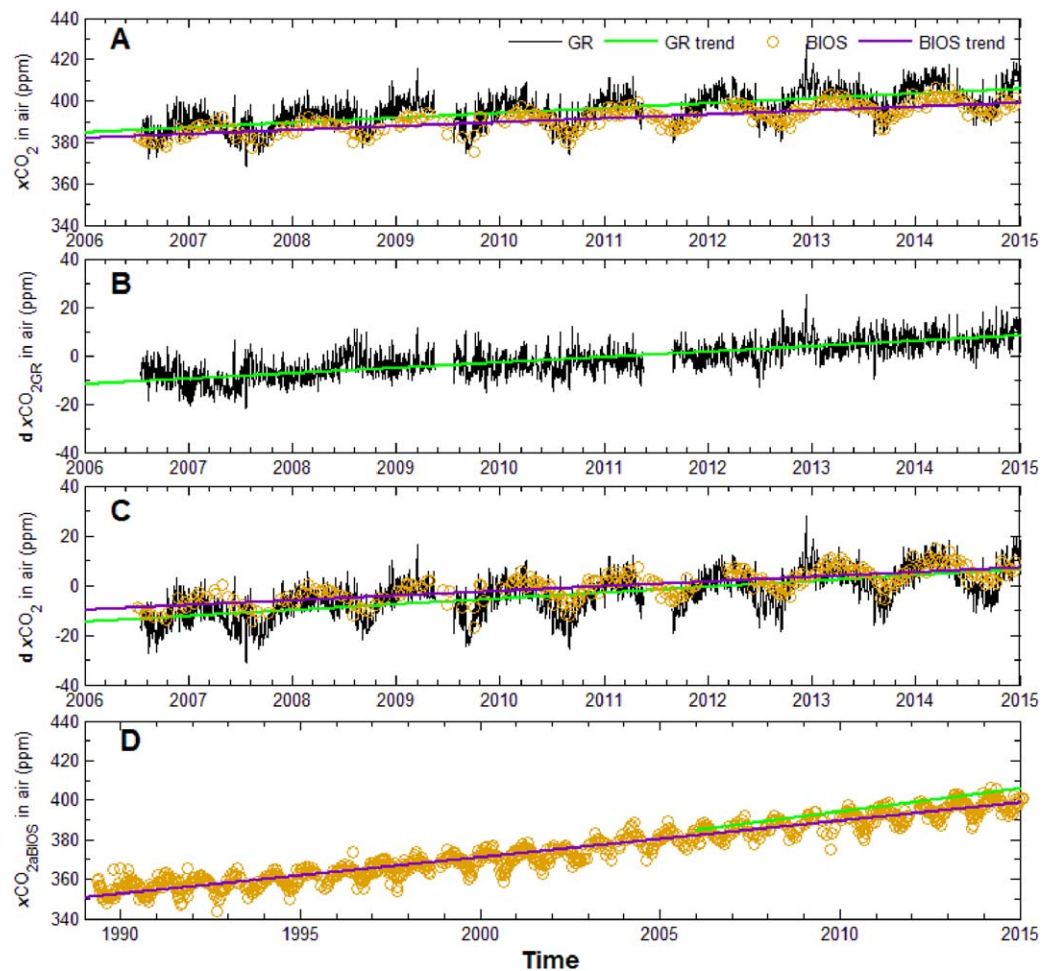 A
GR GR trend BIOS BIOS trend
440
420
400
380
360
340
xCO2 in air (ppm)
2006 2007 2008 2009 2010 2011 2012 2013 2014 2015
B
40
20
0
-20
-40
d xCO2GR in air (ppm)
2006 2007 2008 2009 2010 2011 2012 2013 2014 2015
C
40
20
0
-20
-40
d xCO2 in air (ppm)
2006 2007 2008 2009 2010 2011 2012 2013 2014 2015
D
440
420
400
380
360
340
xCO2aBIOS in air (ppm)
1990 1995 2000 2005 2010 2015
Time